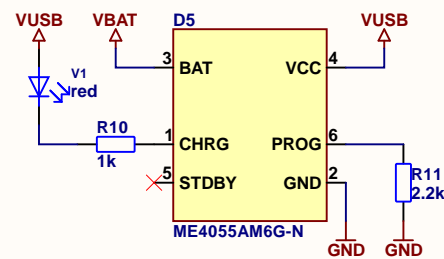 VUSB
VBAT
D5
VUSB
V1
red
3
BAT
VCC
4
R10
1k
1
CHRG
PROG
6
5
STDBY
GND
2
R11
2.2k
ME4055AM6G-N
GND
GND